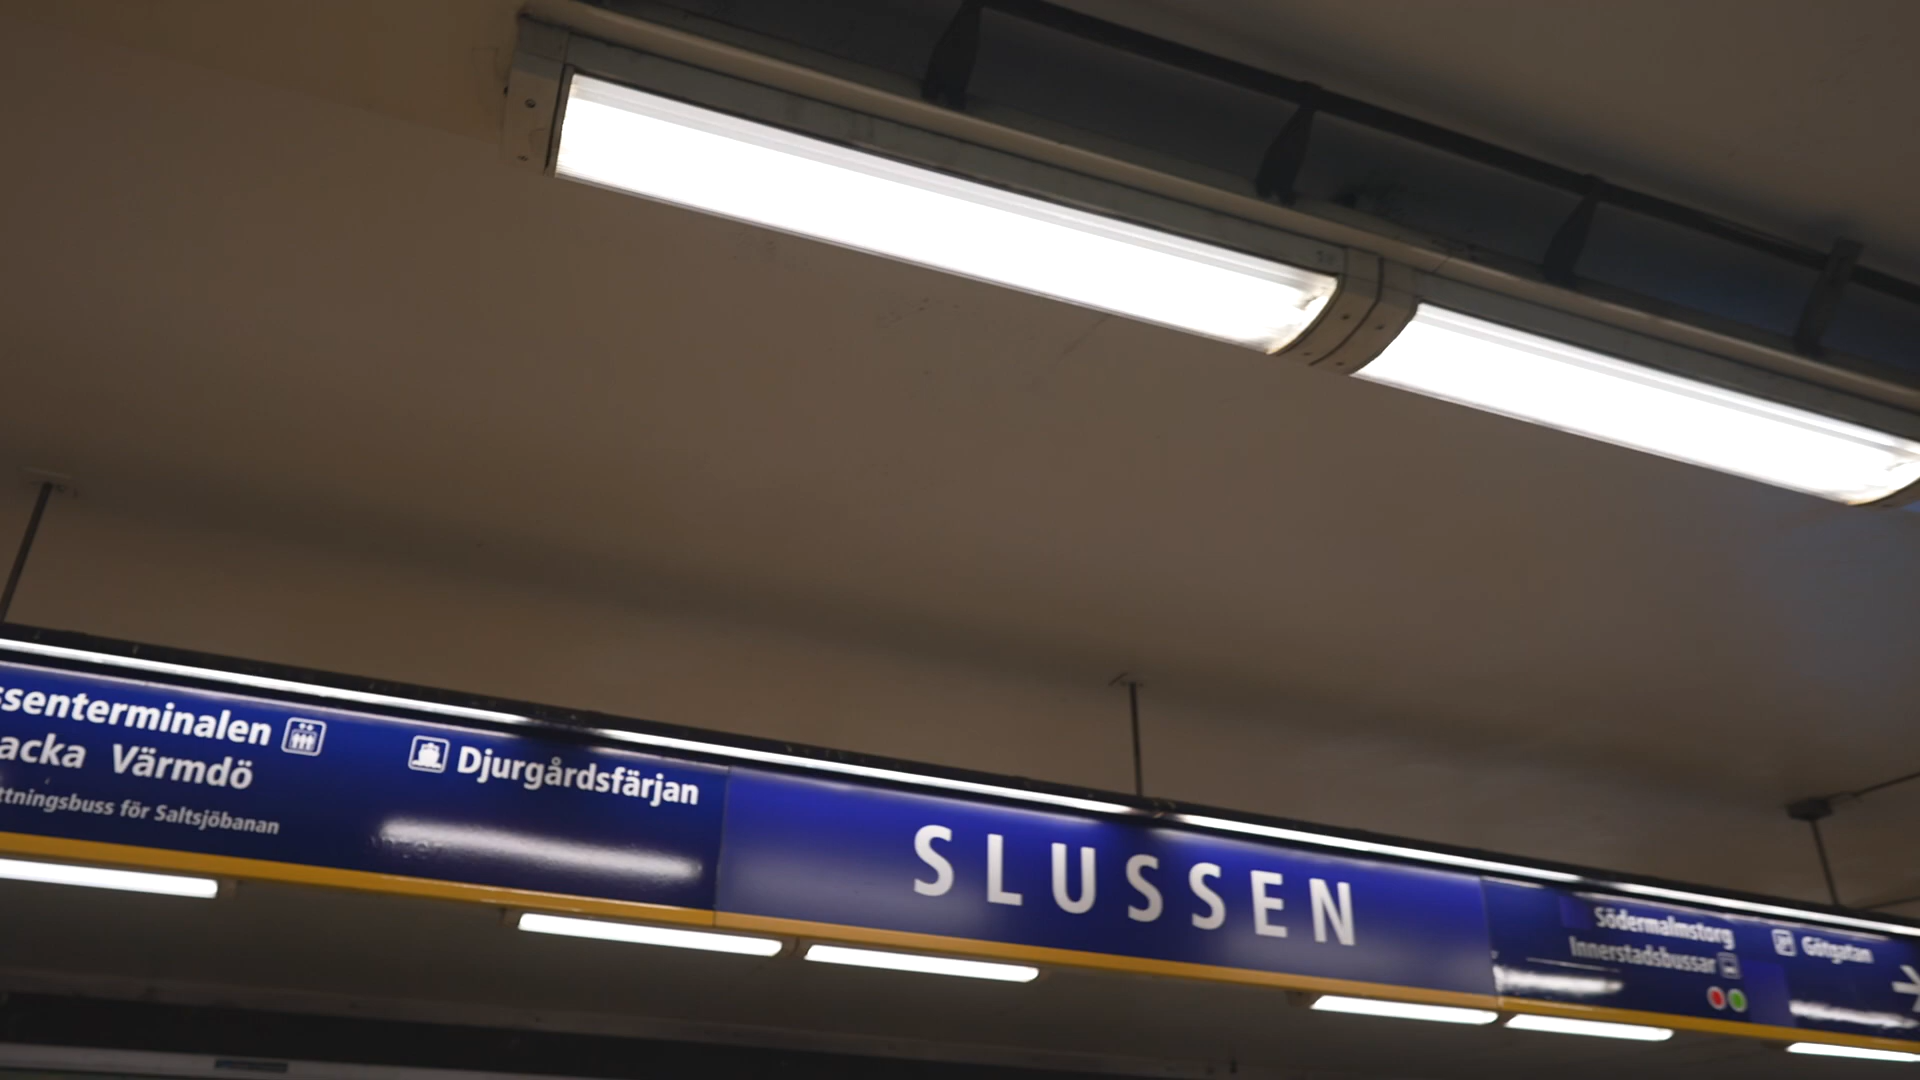 ssenterminalen
acka Värmdö
ttningsbuss för Saltsjöbanan
Djurgårdsfärjan
SLUSSEN
Södermalmstorg
Innerstadsbussar
Götgatan